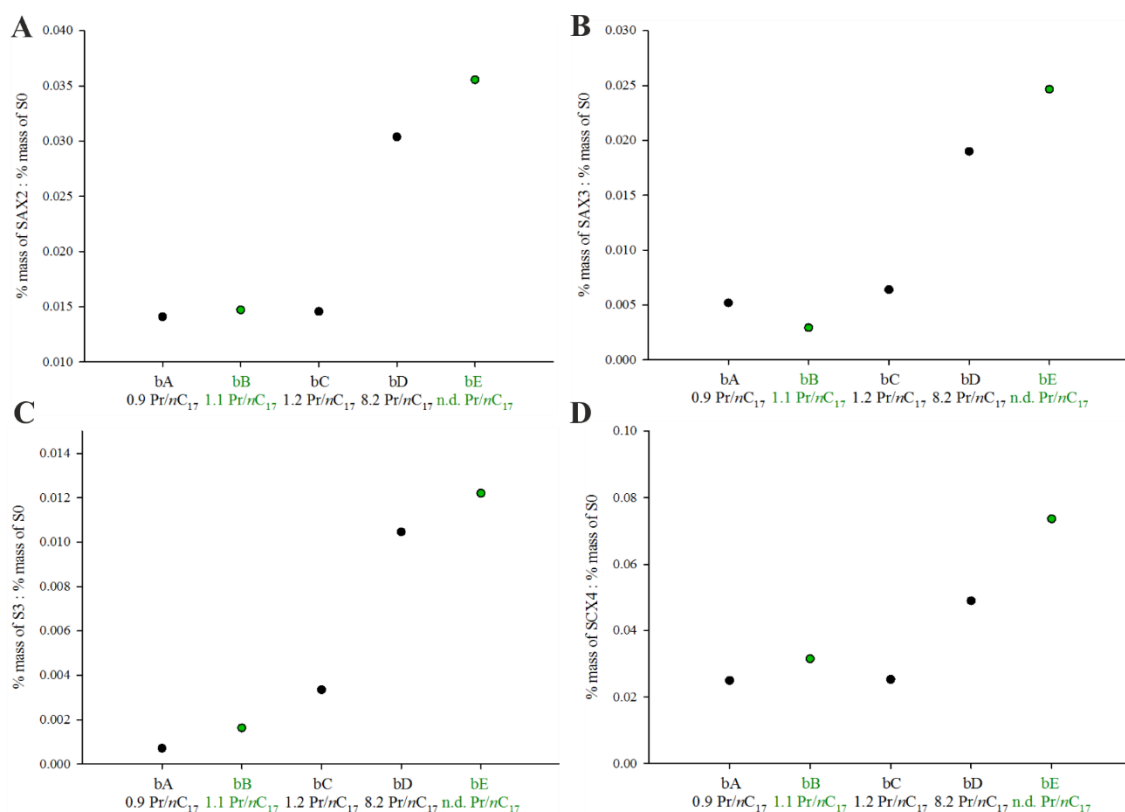 A
% mass of SAX2 : % mass of S0
0.040
0.035
0.030
0.025
0.020
0.015
0.010
bA bB bC bD bE
0.9 Pr/nC17 1.1 Pr/nC17 1.2 Pr/nC17 8.2 Pr/nC17 n.d. Pr/nC17
B
% mass of SAX3 : % mass of S0
0.030
0.025
0.020
0.015
0.010
0.005
0.000
bA bB bC bD bE
0.9 Pr/nC17 1.1 Pr/nC17 1.2 Pr/nC17 8.2 Pr/nC17 n.d. Pr/nC17
C
% mass of S3 : % mass of S0
0.014
0.012
0.010
0.008
0.006
0.004
0.002
0.000
bA bB bC bD bE
0.9 Pr/nC17 1.1 Pr/nC17 1.2 Pr/nC17 8.2 Pr/nC17 n.d. Pr/nC17
D
% mass of SCX4 : % mass of S0
0.10
0.08
0.06
0.04
0.02
0.00
bA bB bC bD bE
0.9 Pr/nC17 1.1 Pr/nC17 1.2 Pr/nC17 8.2 Pr/nC17 n.d. Pr/nC17